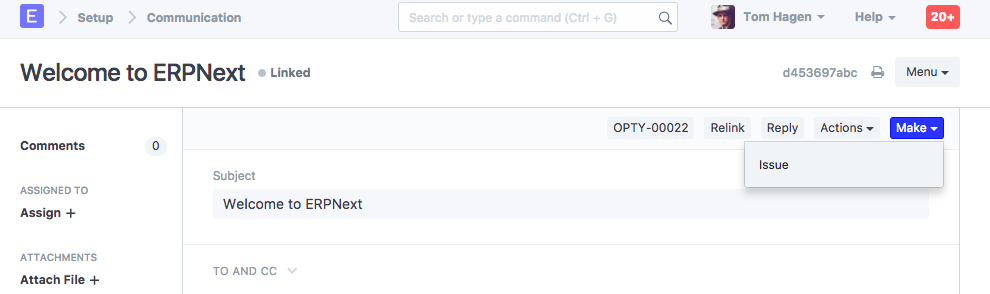 E Setup Communication Search or type a command (Ctrl + G) Tom Hagen Help 20+
Welcome to ERPNext Linked d453697abc Menu
OPTY-00022 Relink Reply Actions Make
Comments 0
Issue
Subject
ASSIGNED TO
Welcome to ERPNext
Assign +
ATTACHMENTS
TO AND CC
Attach File +